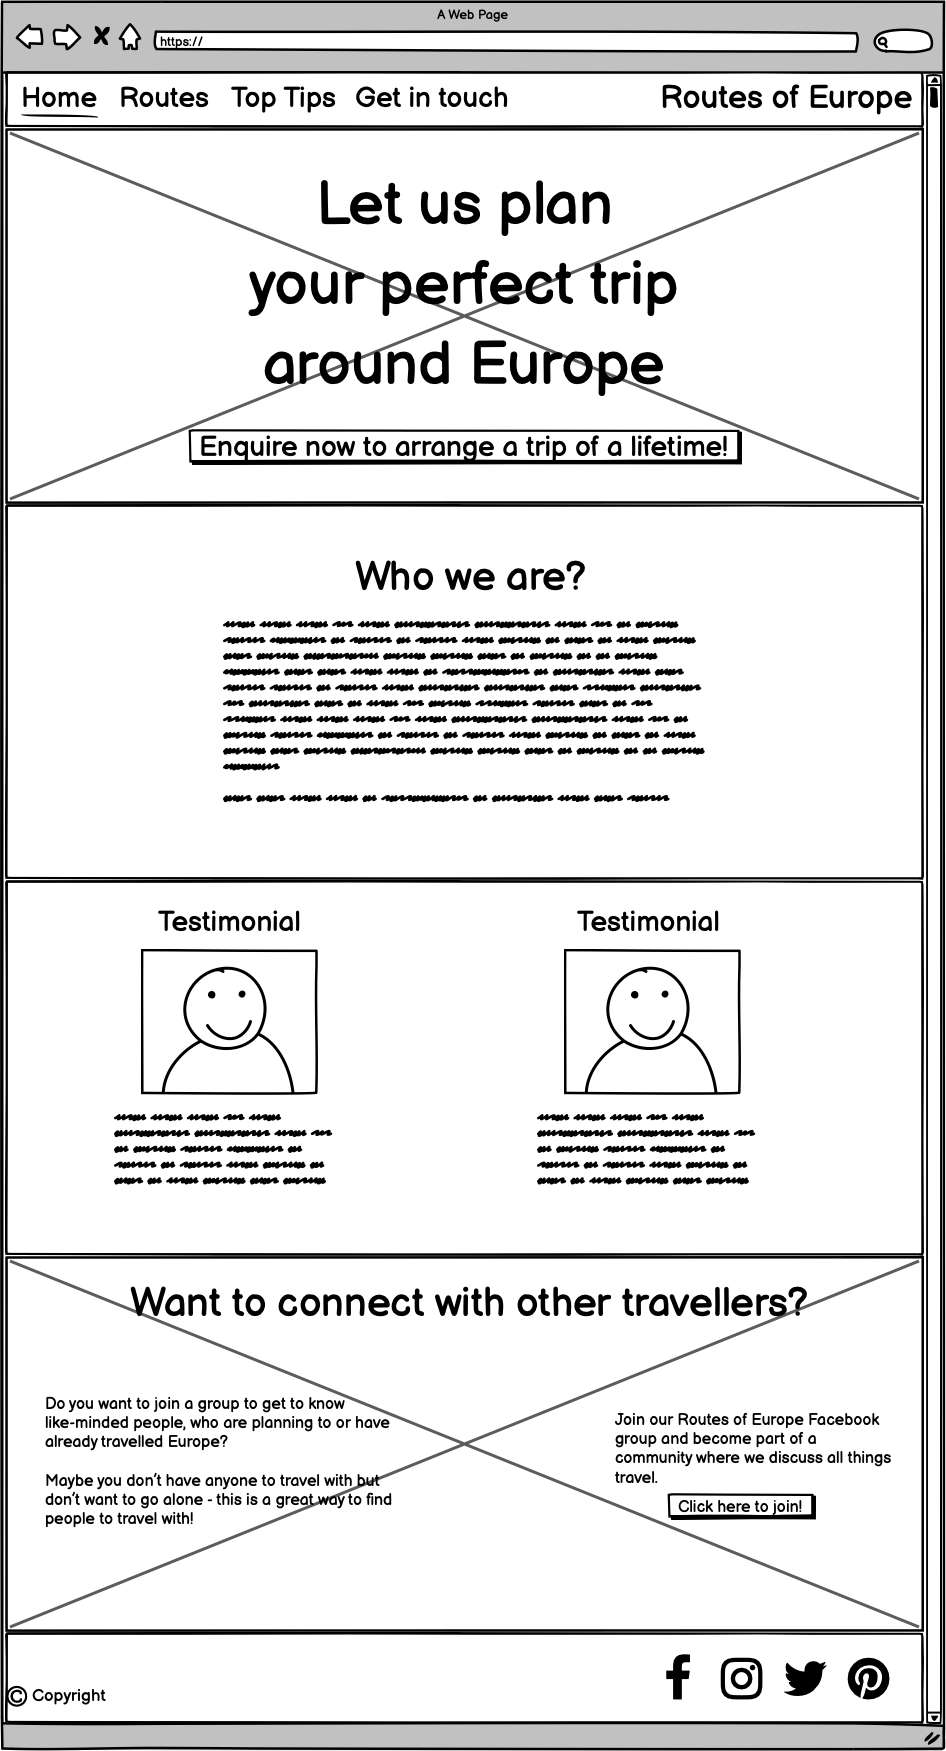 A Web Page
https://
Home Routes Top Tips Get in touch Routes of Europe
Let us plan
your perfect trip
around Europe
Enquire now to arrange a trip of a lifetime!
Who we are?
Testimonial
Testimonial
Want to connect with other travellers?
Do you want to join a group to get to know
like-minded people, who are planning to or have
already travelled Europe?
Maybe you don't have anyone to travel with but
don't want to go alone - this is a great way to find
people to travel with!
Join our Routes of Europe Facebook
group and become part of a
community where we discuss all things
travel.
Click here to join!
© Copyright